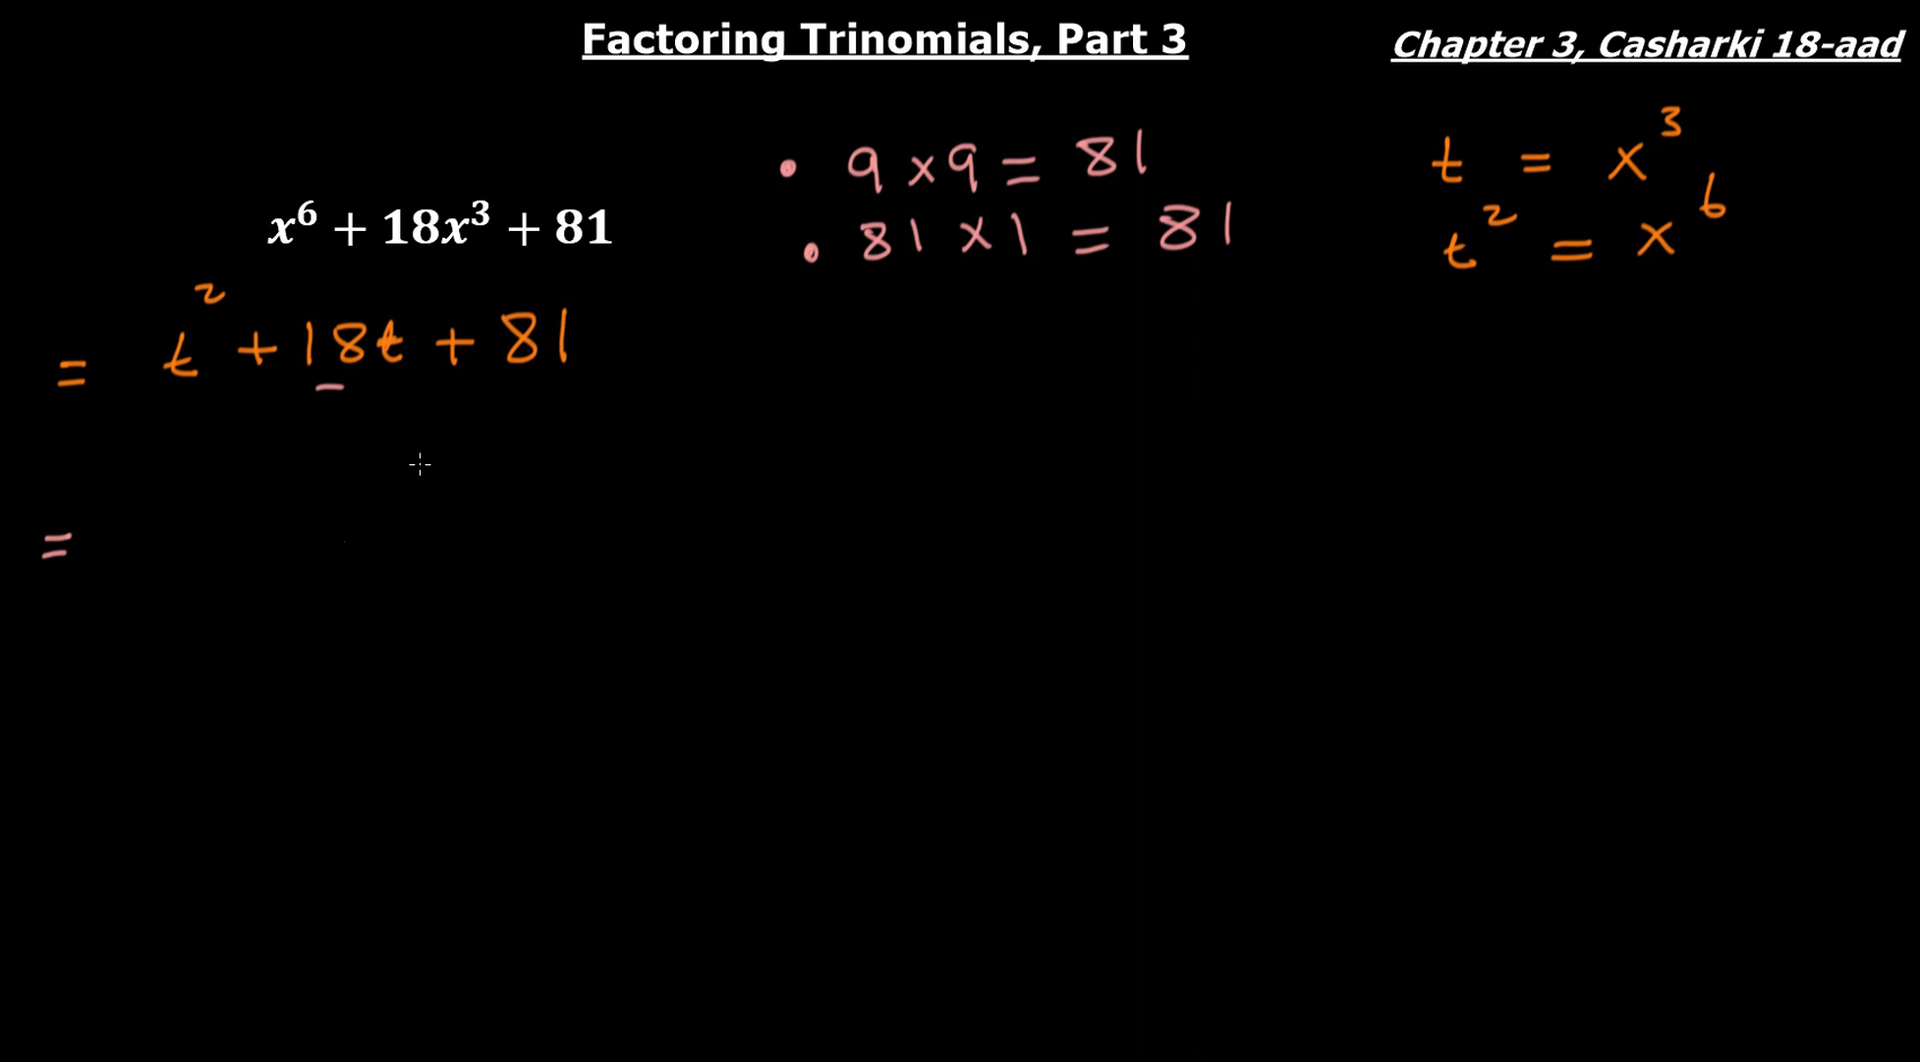 Factoring Trinomials, Part 3
Chapter 3, Casharki 18-aad
x⁶ + 18x³ + 81
= t² + 18t + 81
=
• 9 × 9 = 81
• 81 × 1 = 81
t = x³
t² = x⁶